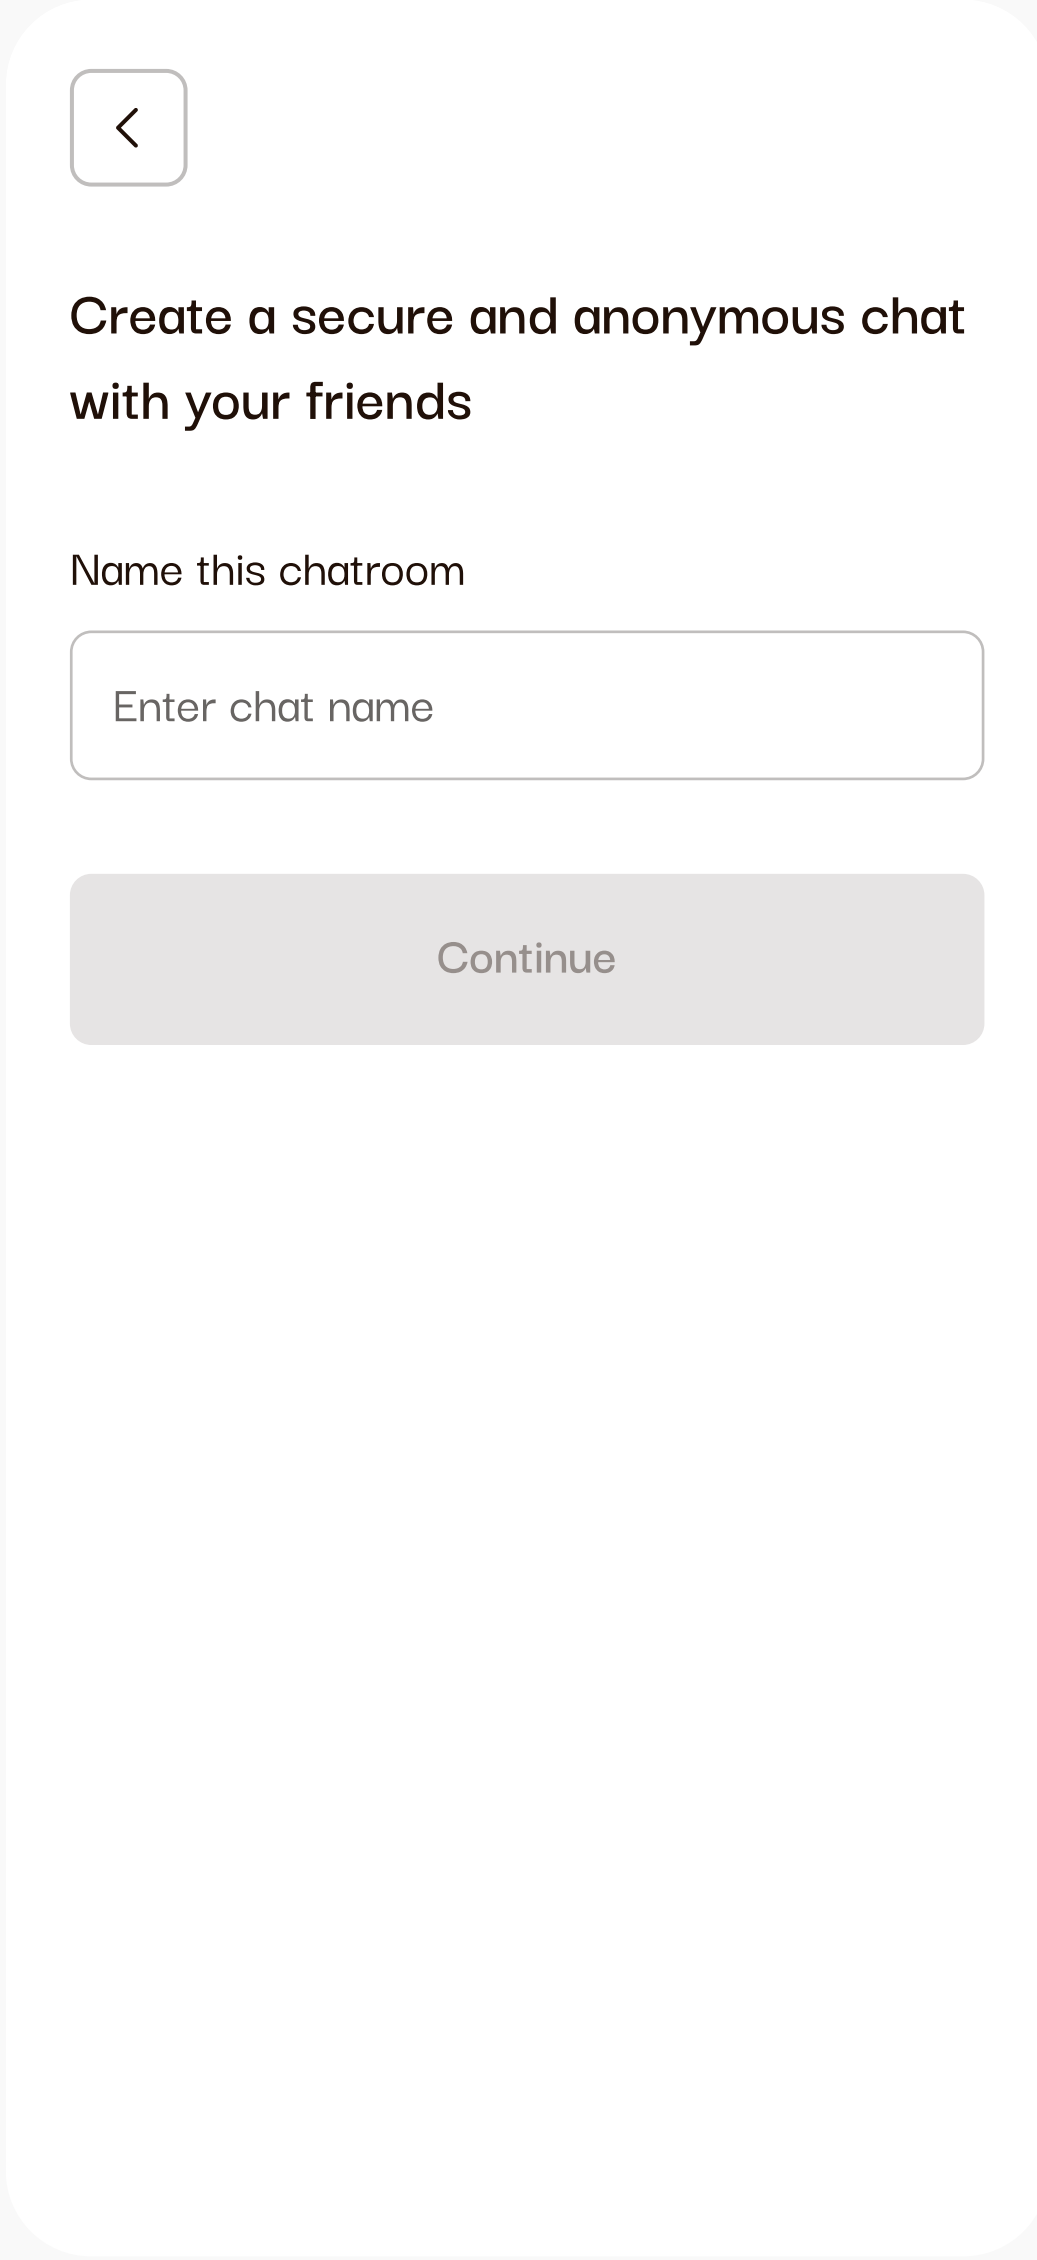 Create a secure and anonymous chat
with your friends
Name this chatroom
Enter chat name
Continue